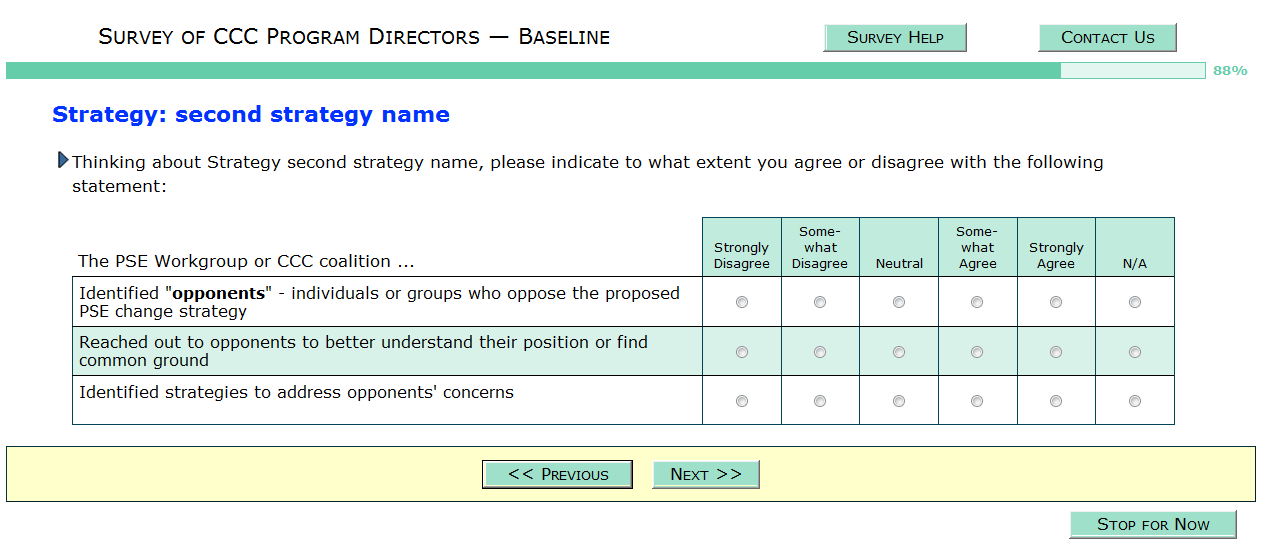 SURVEY OF CCC PROGRAM DIRECTORS — BASELINE
SURVEY HELP
CONTACT US
88%
Strategy: second strategy name
Thinking about Strategy second strategy name, please indicate to what extent you agree or disagree with the following
statement:
The PSE Workgroup or CCC coalition ...
Strongly
Disagree
Some-
what
Disagree
Neutral
Some-
what
Agree
Strongly
Agree
N/A
Identified "opponents" - individuals or groups who oppose the proposed
PSE change strategy
Reached out to opponents to better understand their position or find
common ground
Identified strategies to address opponents' concerns
<< PREVIOUS
NEXT >>
STOP FOR NOW